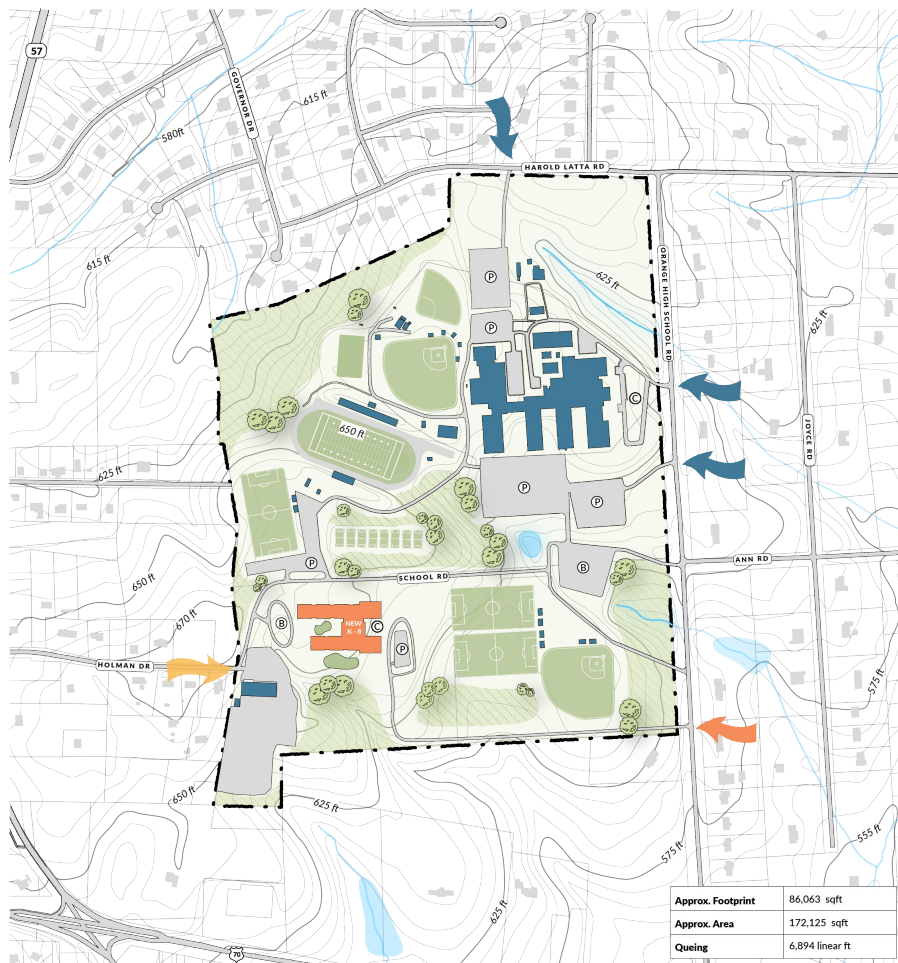 57
GOVERNOR DR
615 ft
580ft
HAROLD LATTA RD
615 ft
ORANGE HIGH SCHOOL RD
625 ft
P
P
625 ft
C
650 ft
JOYCE RD
625 ft
P
P
P
ANN RD
B
650 ft
SCHOOL RD
670 ft
B
NEW
K - 8
C
P
HOLMAN DR
575 ft
650 ft
625 ft
555 ft
575 ft
625 ft
70
Approx. Footprint 86,063 sqft
Approx. Area 172,125 sqft
Queing 6,894 linear ft